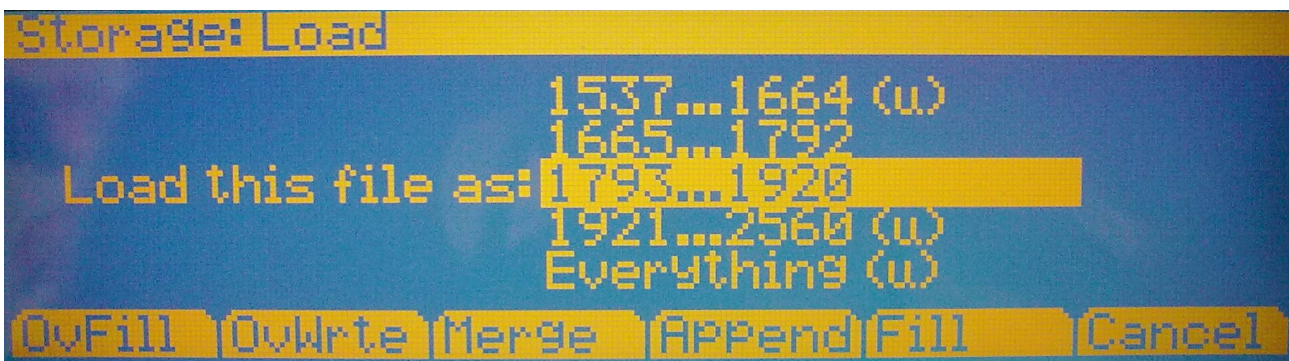 Storage: Load
1537...1664 (u)
1665...1792
Load this file as: 1793...1920
1921...2560 (u)
Everything (u)
OvFill OvWrte Merge Append Fill Cancel